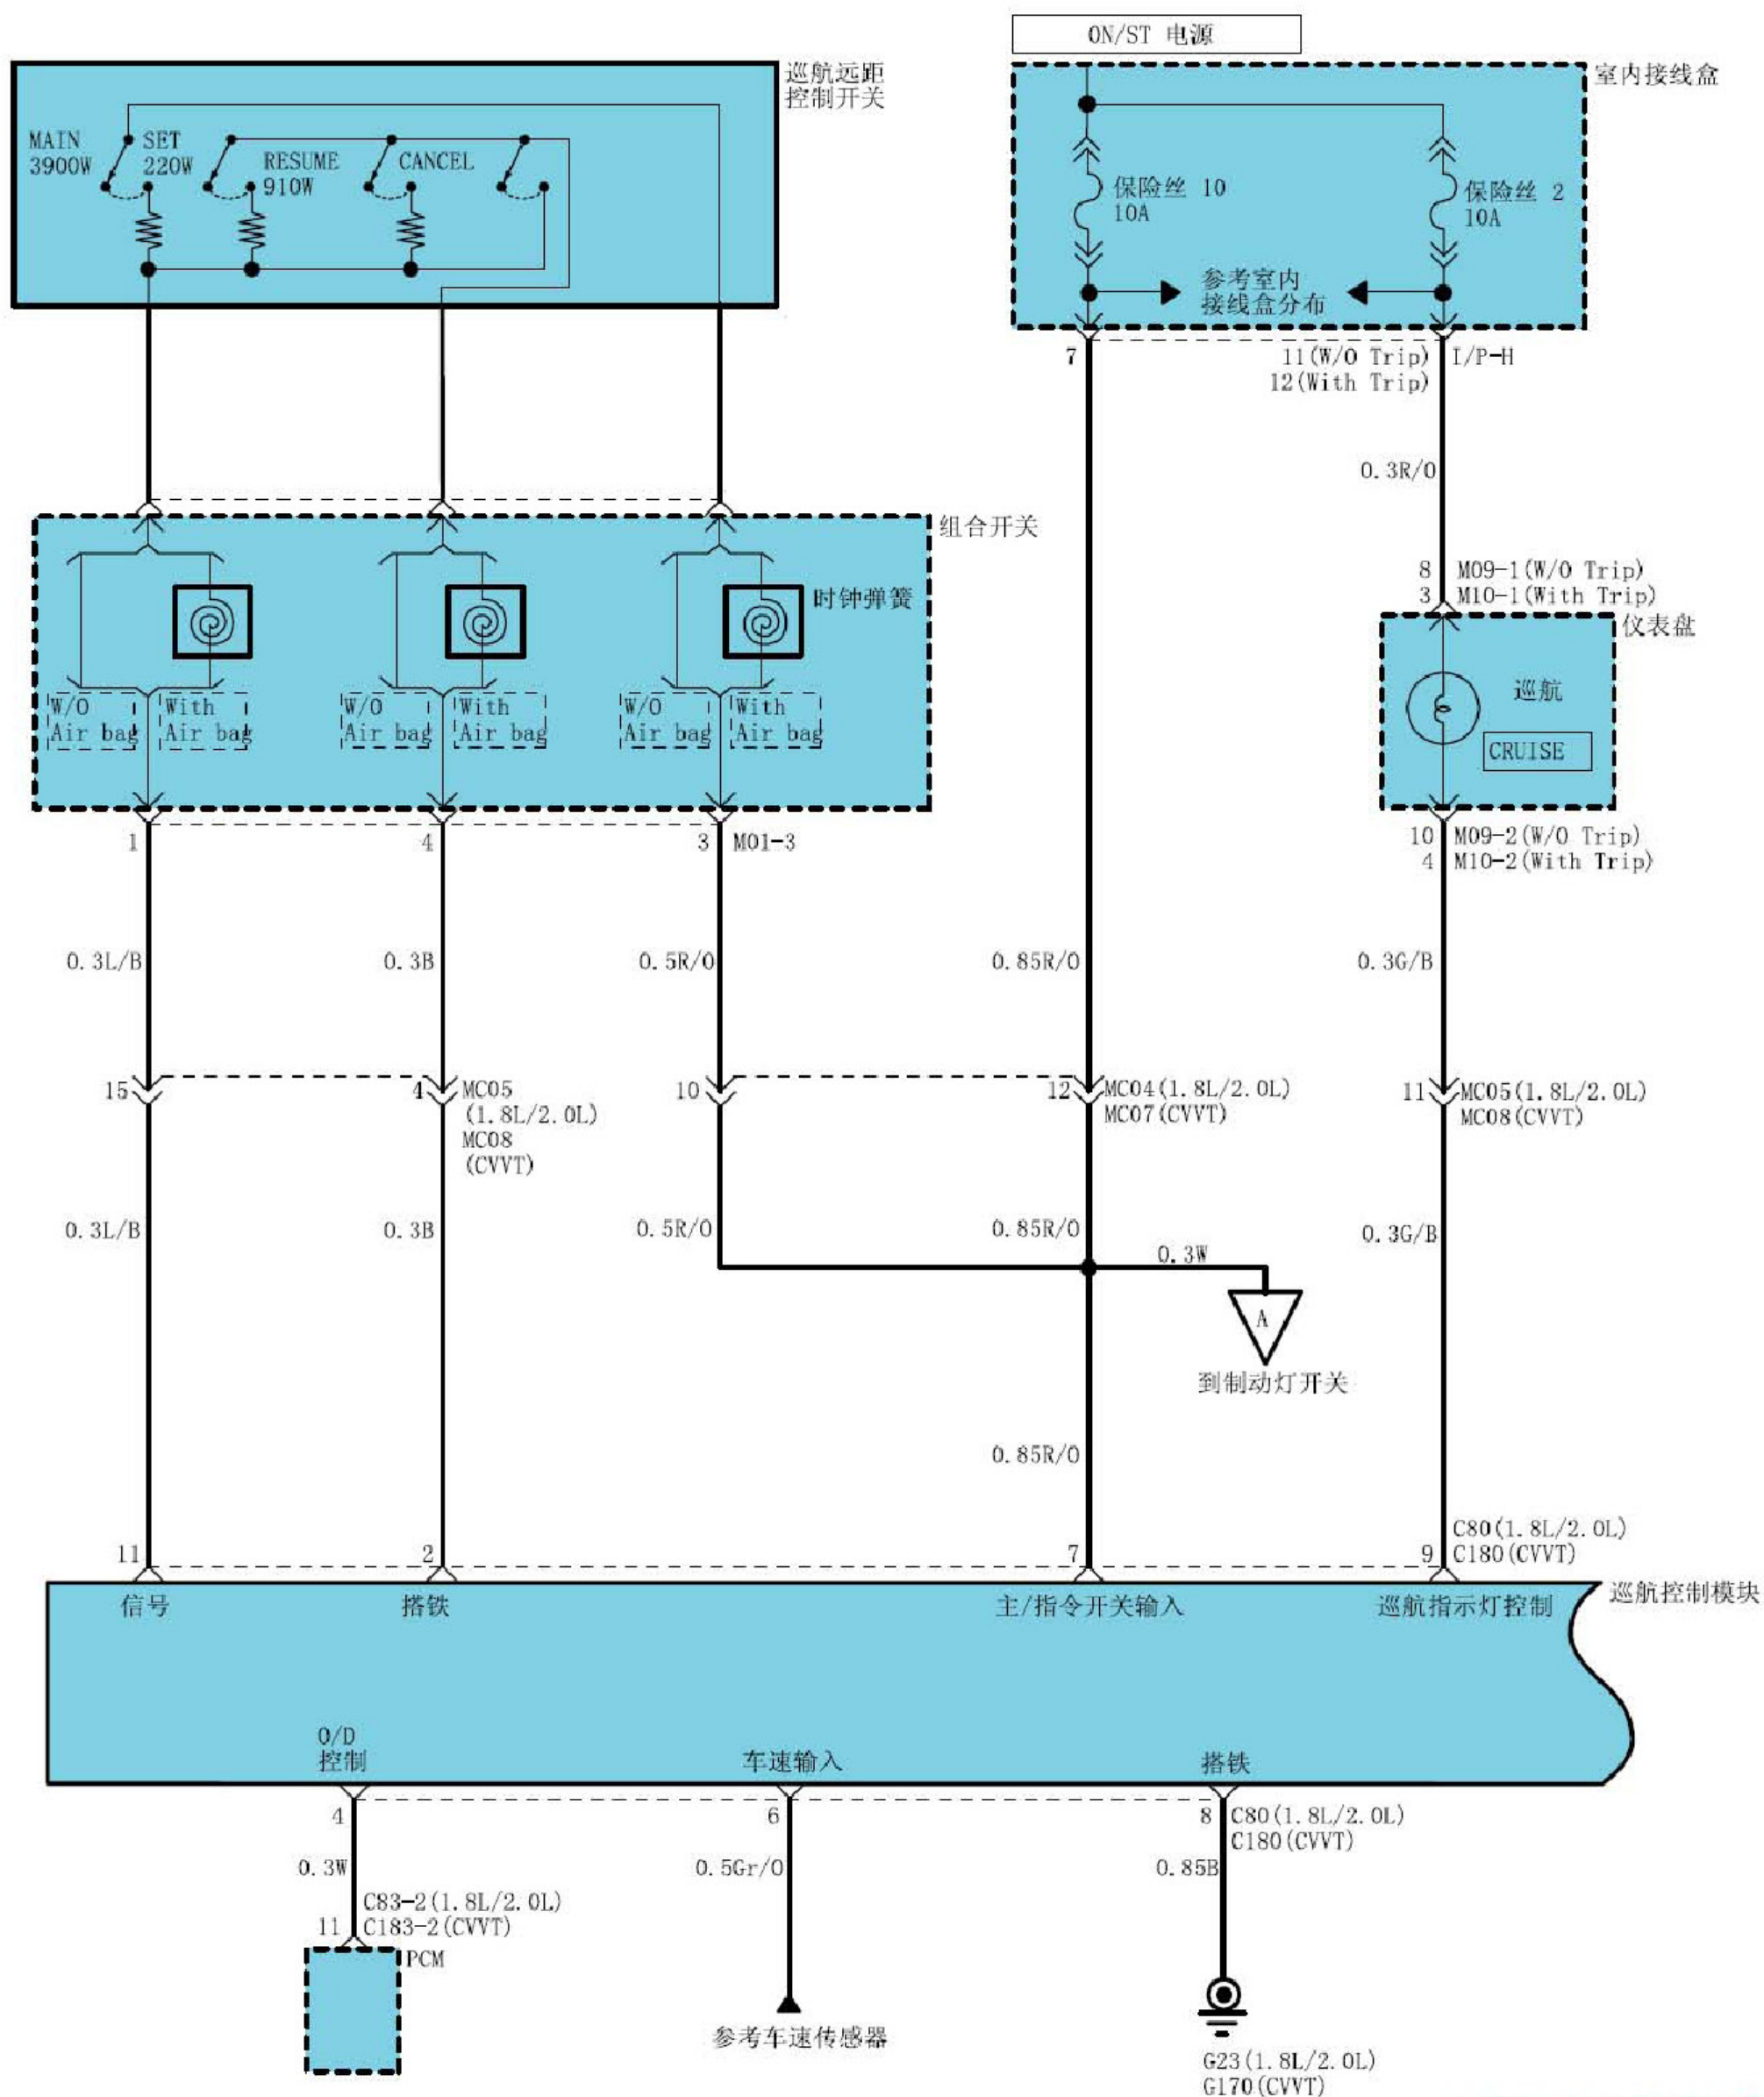 ON/ST 电源
巡航远距
控制开关
室内接线盒
MAIN
3900W
SET
220W
RESUME
910W
CANCEL
保险丝 10
10A
保险丝 2
10A
参考室内
接线盒分布
7
11(W/O Trip)
12(With Trip)
I/P-H
0.3R/O
组合开关
时钟弹簧
8 M09-1(W/O Trip)
3 M10-1(With Trip)
仪表盘
巡航
CRUISE
W/O
Air bag
With
Air bag
W/O
Air bag
With
Air bag
W/O
Air bag
With
Air bag
1
4
3 M01-3
10 M09-2(W/O Trip)
4 M10-2(With Trip)
0.3L/B
0.3B
0.5R/O
0.85R/O
0.3G/B
15
4
MC05
(1.8L/2.0L)
MC08
(CVVT)
10
12 MC04(1.8L/2.0L)
MC07(CVVT)
11 MC05(1.8L/2.0L)
MC08(CVVT)
0.3L/B
0.3B
0.5R/O
0.85R/O
0.3G/B
0.3W
A
到制动灯开关
0.85R/O
11
2
7
9
C80(1.8L/2.0L)
C180(CVVT)
巡航控制模块
信号
搭铁
主/指令开关输入
巡航指示灯控制
O/D
控制
车速输入
搭铁
4
6
8 C80(1.8L/2.0L)
C180(CVVT)
0.3W
0.5Gr/O
0.85B
C83-2(1.8L/2.0L)
11 C183-2(CVVT)
PCM
参考车速传感器
G23(1.8L/2.0L)
G170(CVVT)